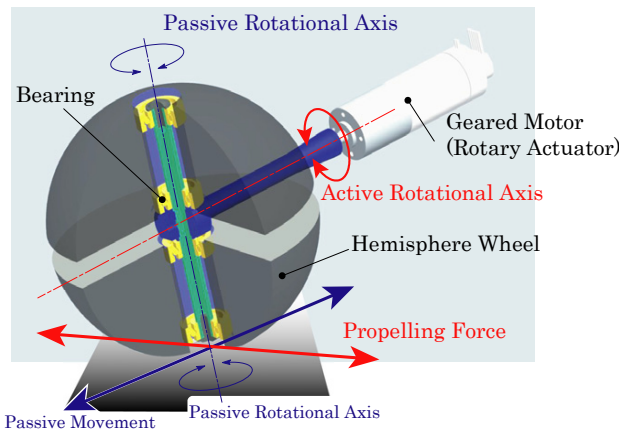 Passive Rotational Axis
Bearing
Geared Motor
(Rotary Actuator)
Active Rotational Axis
Hemisphere Wheel
Propelling Force
Passive Movement
Passive Rotational Axis